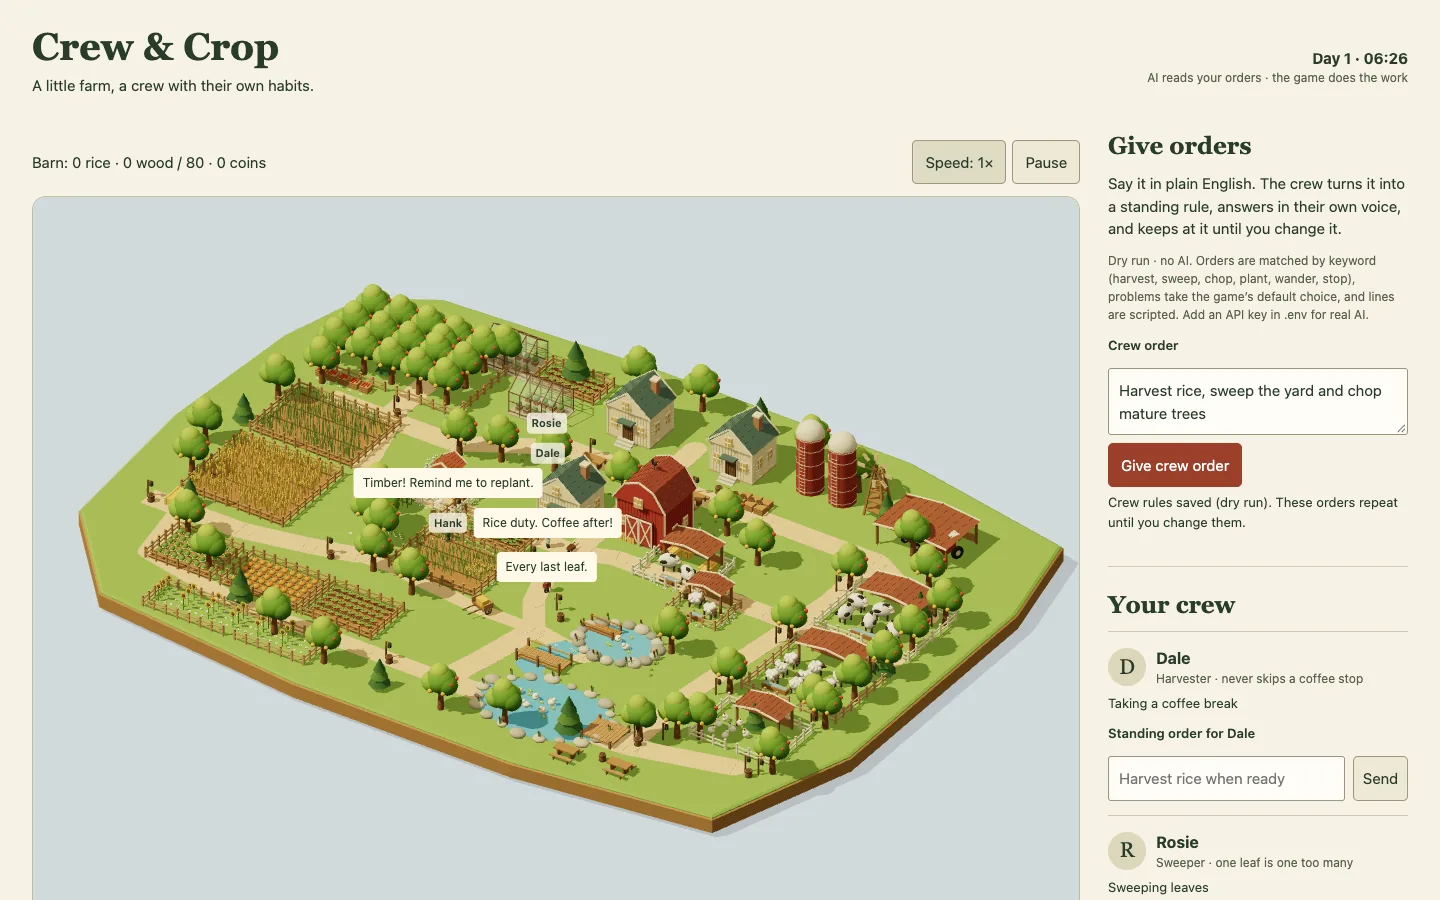 Crew & Crop
A little farm, a crew with their own habits.
Day 1 · 06:26
AI reads your orders · the game does the work
Barn: 0 rice · 0 wood / 80 · 0 coins
Speed: 1×
Pause
Rosie
Dale
Timber! Remind me to replant.
Hank
Rice duty. Coffee after!
Every last leaf.
Give orders
Say it in plain English. The crew turns it into
a standing rule, answers in their own voice,
and keeps at it until you change it.
Dry run · no AI. Orders are matched by keyword
(harvest, sweep, chop, plant, wander, stop),
problems take the game's default choice, and lines
are scripted. Add an API key in .env for real AI.
Crew order
Harvest rice, sweep the yard and chop
mature trees
Give crew order
Crew rules saved (dry run). These orders repeat
until you change them.
Your crew
D
Dale
Harvester · never skips a coffee stop
Taking a coffee break
Standing order for Dale
Harvest rice when ready
Send
R
Rosie
Sweeper · one leaf is one too many
Sweeping leaves